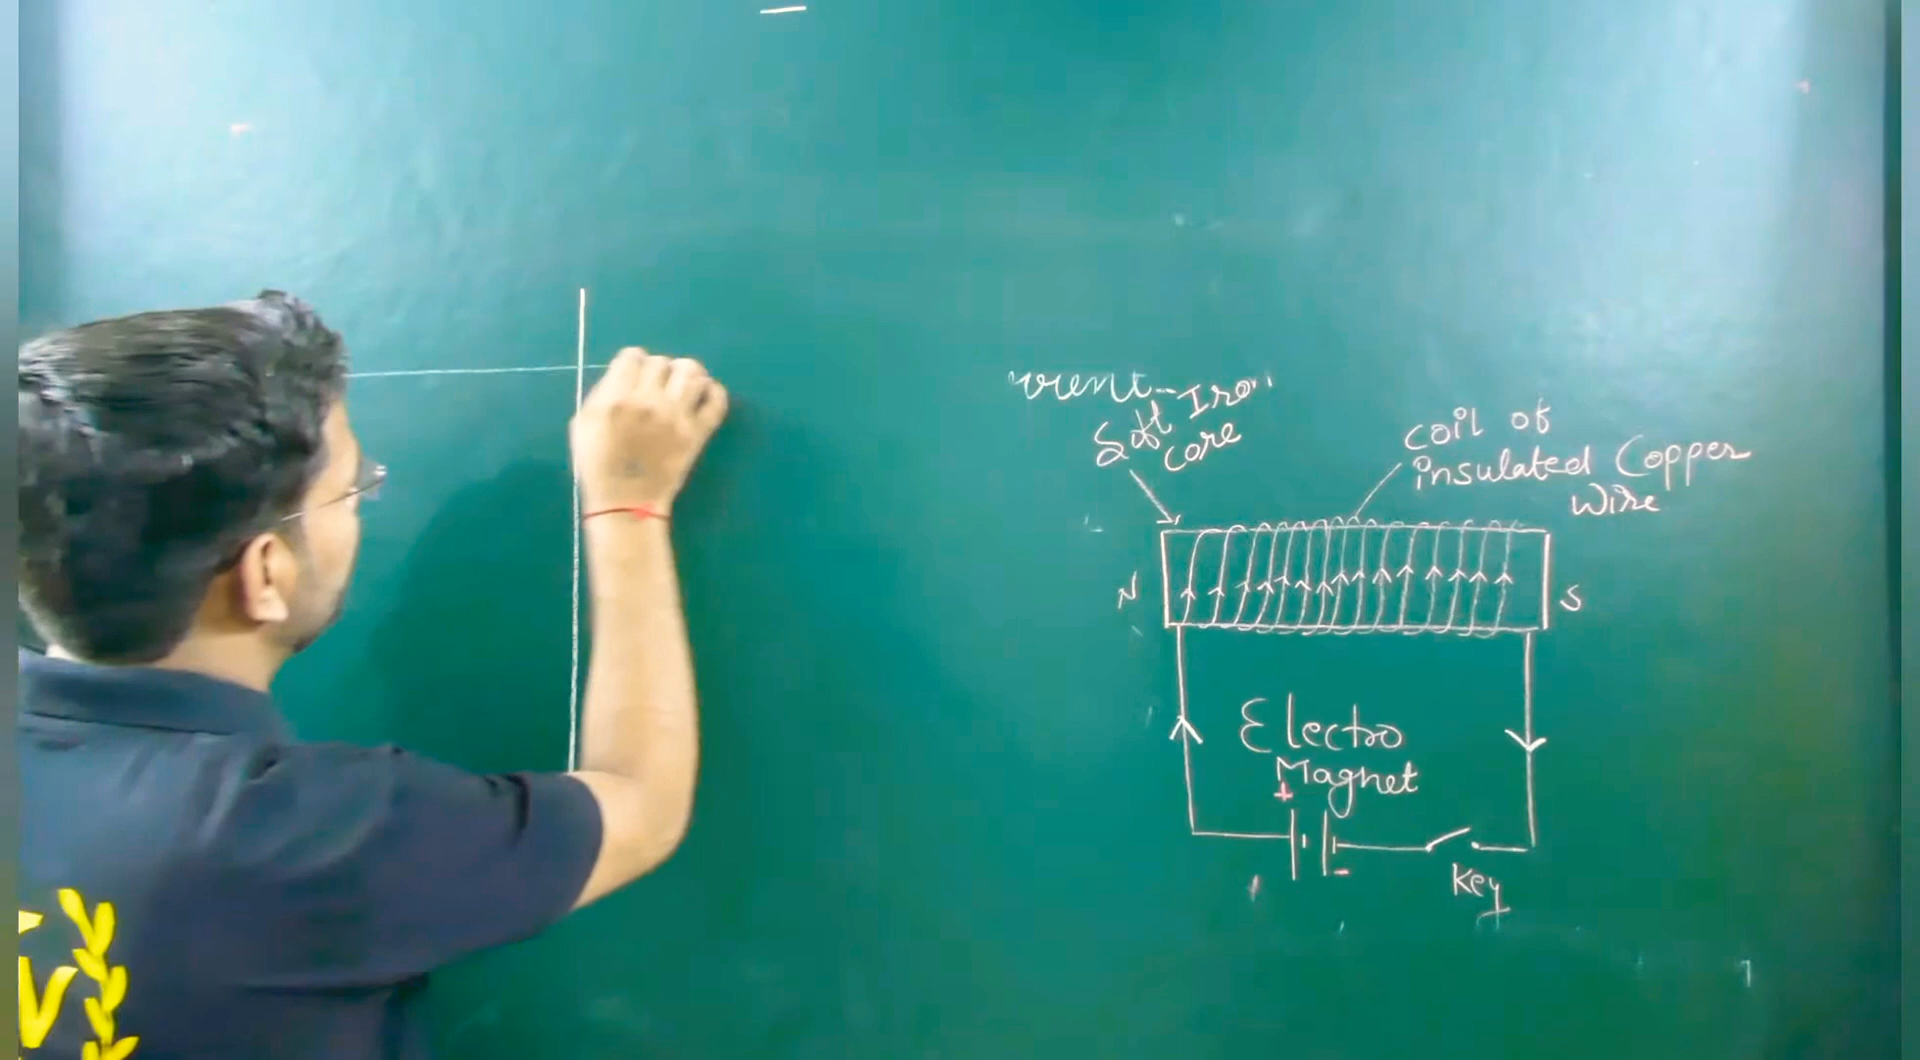 Soft Iron
core
coil of
insulated Copper
Wire
N
S
Electro
Magnet
+
-
Key